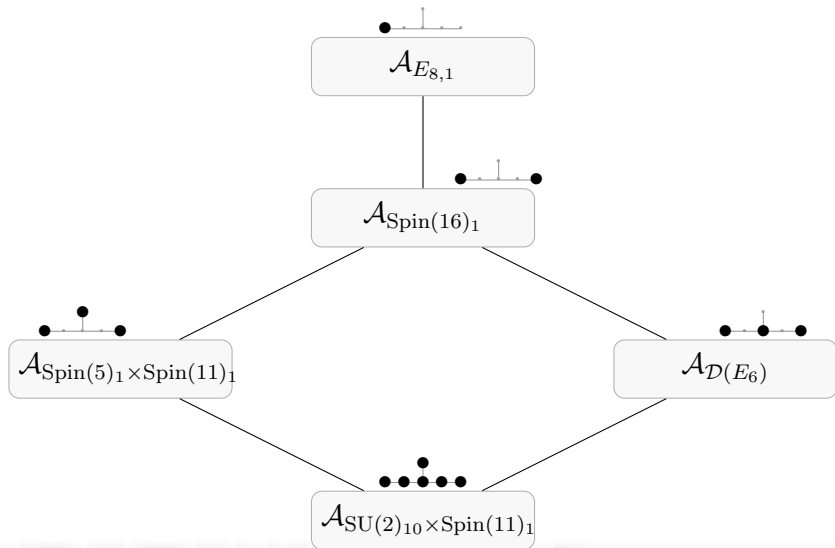 𝒜_{E_{8,1}}
𝒜_{Spin(16)_1}
𝒜_{Spin(5)_1×Spin(11)_1}
𝒜_{𝒟(E_6)}
𝒜_{SU(2)_{10}×Spin(11)_1}